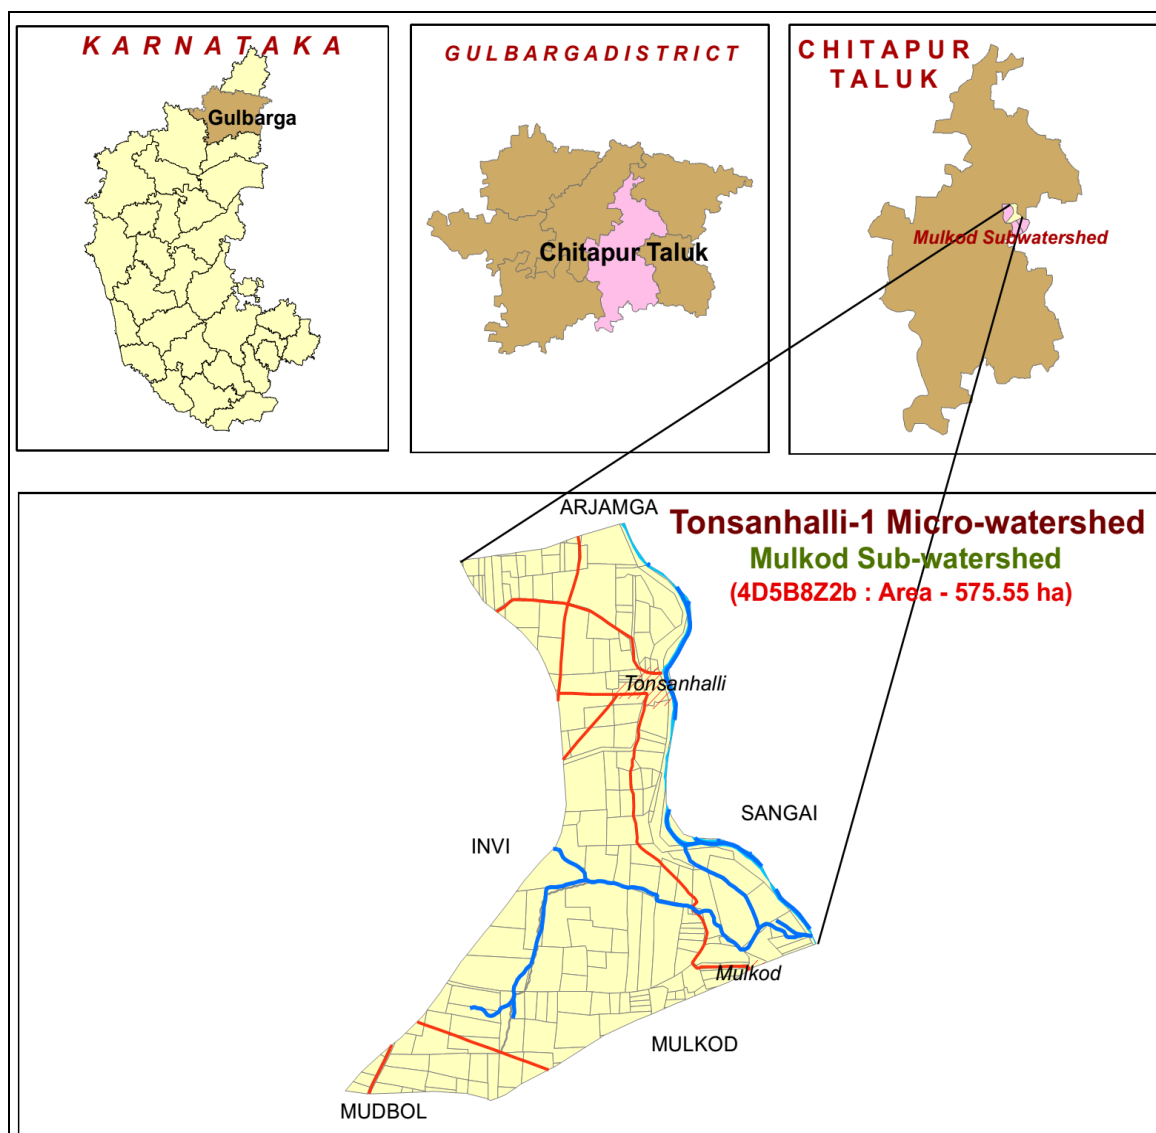 KARNATAKA
Gulbarga
GULBARGADISTRICT
Chitapur Taluk
CHITAPUR
TALUK
Mulkod Subwatershed
ARJAMGA
Tonsanhalli-1 Micro-watershed
Mulkod Sub-watershed
(4D5B8Z2b : Area - 575.55 ha)
Tonsanhalli
SANGAI
INVI
Mulkod
MULKOD
MUDBOL